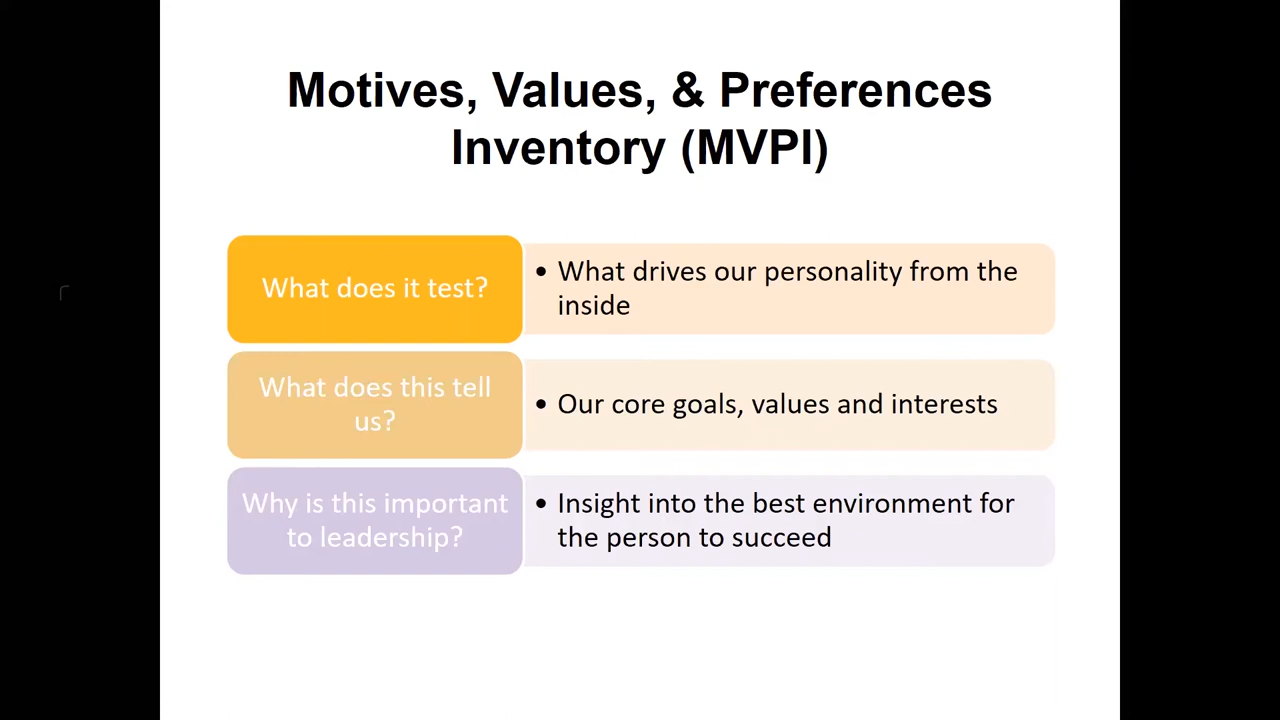 Motives, Values, & Preferences
Inventory (MVPI)
What does it test?
• What drives our personality from the
inside
What does this tell
us?
• Our core goals, values and interests
Why is this important
to leadership?
• Insight into the best environment for
the person to succeed